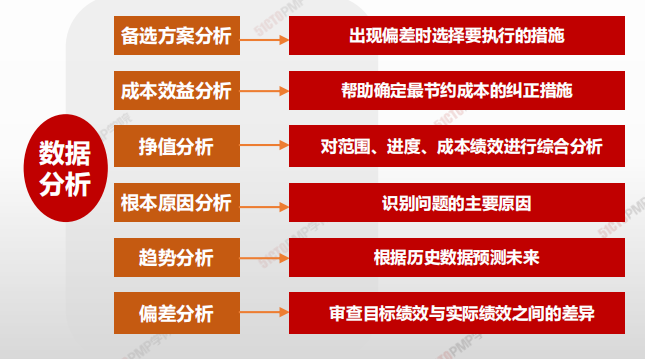 数据
分析
备选方案分析
出现偏差时选择要执行的措施
成本效益分析
帮助确定最节约成本的纠正措施
挣值分析
对范围、进度、成本绩效进行综合分析
根本原因分析
识别问题的主要原因
趋势分析
根据历史数据预测未来
偏差分析
审查目标绩效与实际绩效之间的差异